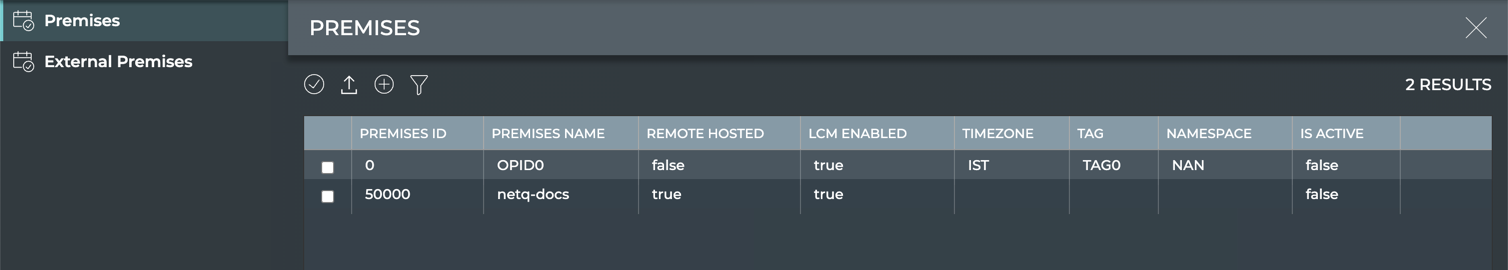 Premises
External Premises
PREMISES
2 RESULTS
PREMISES ID PREMISES NAME REMOTE HOSTED LCM ENABLED TIMEZONE TAG NAMESPACE IS ACTIVE
0 OPID0 false true IST TAG0 NAN false
50000 netq-docs true true false